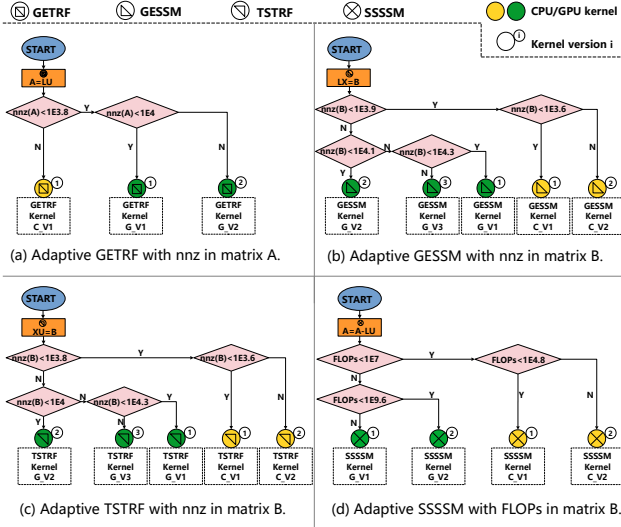 GETRF GESSM TSTRF SSSSM CPU/GPU kernel
i Kernel version i
START
A=LU
nnz(A)<1E3.8 Y nnz(A)<1E4 Y
N Y N
1 1 2
GETRF Kernel C_V1
GETRF Kernel G_V1
GETRF Kernel G_V2
(a) Adaptive GETRF with nnz in matrix A.
START
LX=B
nnz(B)<1E3.9 Y nnz(B)<1E3.6
N
nnz(B)<1E4.1 N nnz(B)<1E4.3 Y Y N
Y N
2 3 1 1 2
GESSM Kernel G_V2
GESSM Kernel G_V3
GESSM Kernel G_V1
GESSM Kernel C_V1
GESSM Kernel C_V2
(b) Adaptive GESSM with nnz in matrix B.
START
XU=B
nnz(B)<1E3.8 Y nnz(B)<1E3.6
N
nnz(B)<1E4 N nnz(B)<1E4.3 Y Y N
Y N
2 3 1 1 2
TSTRF Kernel G_V2
TSTRF Kernel G_V3
TSTRF Kernel G_V1
TSTRF Kernel C_V1
TSTRF Kernel C_V2
(c) Adaptive TSTRF with nnz in matrix B.
START
A=A-LU
FLOPs<1E7 Y FLOPs<1E4.8
N
FLOPs<1E9.6 Y Y N
N
1 2 1 2
SSSSM Kernel G_V1
SSSSM Kernel G_V2
SSSSM Kernel C_V1
SSSSM Kernel C_V2
(d) Adaptive SSSSM with FLOPs in matrix B.